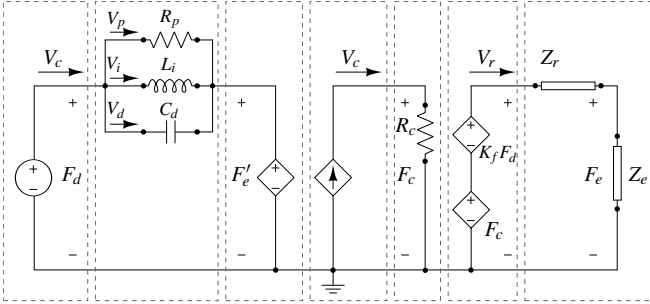 V_p R_p
V_c V_i L_i V_c V_r Z_r
V_d C_d
+ + + +
R_c
+ − F_d + − F_e′ F_c + − K_f F_d F_e Z_e
+ − F_c
− − − −